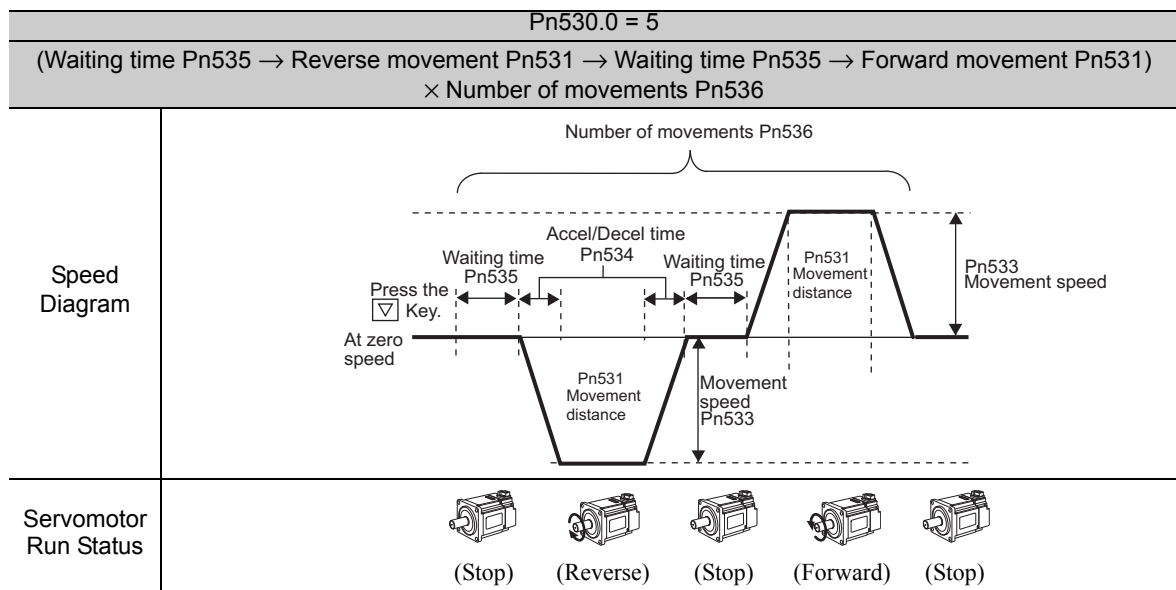 Pn530.0 = 5
(Waiting time Pn535 → Reverse movement Pn531 → Waiting time Pn535 → Forward movement Pn531)
× Number of movements Pn536
Speed
Diagram
Number of movements Pn536
Accel/Decel time
Pn534
Waiting time
Pn535
Waiting time
Pn535
Press the
▽ Key.
At zero
speed
Pn531
Movement
distance
Movement
speed
Pn533
Pn531
Movement
distance
Pn533
Movement speed
Servomotor
Run Status
(Stop) (Reverse) (Stop) (Forward) (Stop)